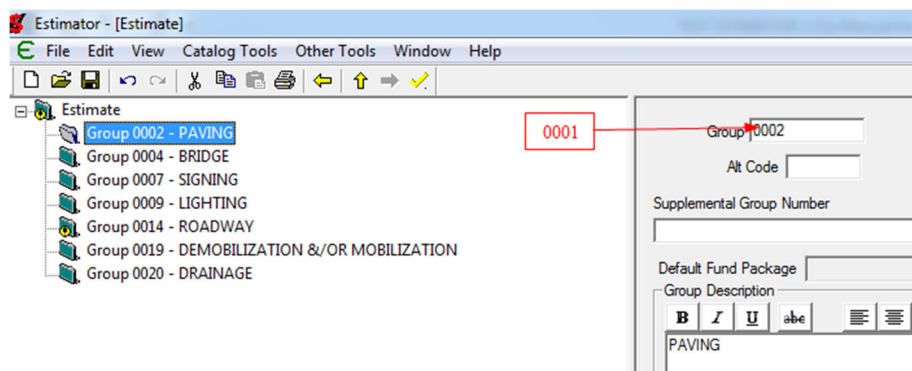 Estimator - [Estimate]
File Edit View Catalog Tools Other Tools Window Help
Estimate
Group 0002 - PAVING
Group 0004 - BRIDGE
Group 0007 - SIGNING
Group 0009 - LIGHTING
Group 0014 - ROADWAY
Group 0019 - DEMOBILIZATION &/OR MOBILIZATION
Group 0020 - DRAINAGE
0001
Group 0002
Alt Code
Supplemental Group Number
Default Fund Package
Group Description
B I U abc
PAVING